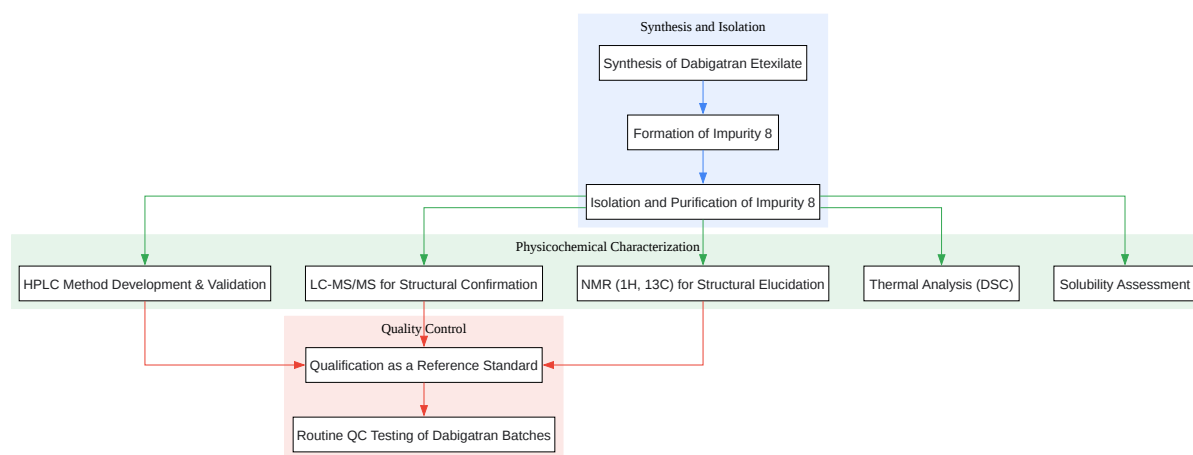 Synthesis and Isolation
Synthesis of Dabigatran Etexilate
Formation of Impurity 8
Isolation and Purification of Impurity 8
Physicochemical Characterization
HPLC Method Development & Validation
LC-MS/MS for Structural Confirmation
NMR (1H, 13C) for Structural Elucidation
Thermal Analysis (DSC)
Solubility Assessment
Quality Control
Qualification as a Reference Standard
Routine QC Testing of Dabigatran Batches